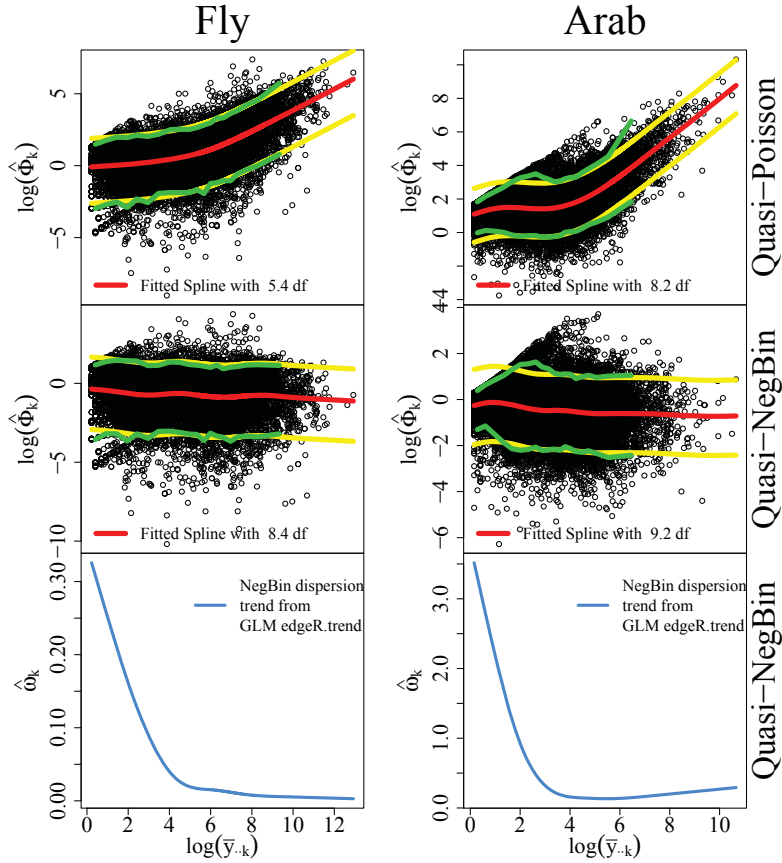 Fly
Arab
5
0
−5
log(Φ̂k)
Fitted Spline with 5.4 df
8
6
4
2
0
−4
log(Φ̂k)
Fitted Spline with 8.2 df
Quasi−Poisson
0
−5
−10
log(Φ̂k)
Fitted Spline with 8.4 df
4
2
0
−2
−4
−6
log(Φ̂k)
Fitted Spline with 9.2 df
Quasi−NegBin
0.30
0.20
0.10
0.00
ω̂k
NegBin dispersion
trend from
GLM edgeR.trend
0 2 4 6 8 10 12
log(ȳ··k)
3.0
2.0
1.0
0.0
ω̂k
NegBin dispersion
trend from
GLM edgeR.trend
0 2 4 6 8 10
log(ȳ··k)
Quasi−NegBin